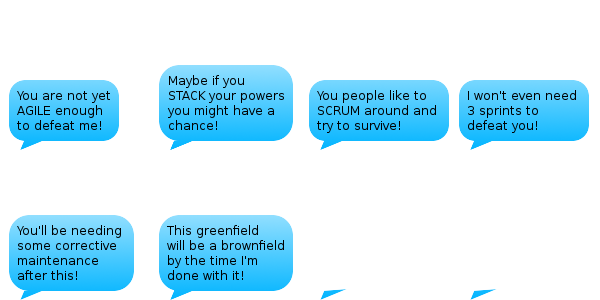 You are not yet
AGILE enough
to defeat me!
Maybe if you
STACK your powers
you might have a
chance!
You people like to
SCRUM around and
try to survive!
I won't even need
3 sprints to
defeat you!
You'll be needing
some corrective
maintenance
after this!
This greenfield
will be a brownfield
by the time I'm
done with it!